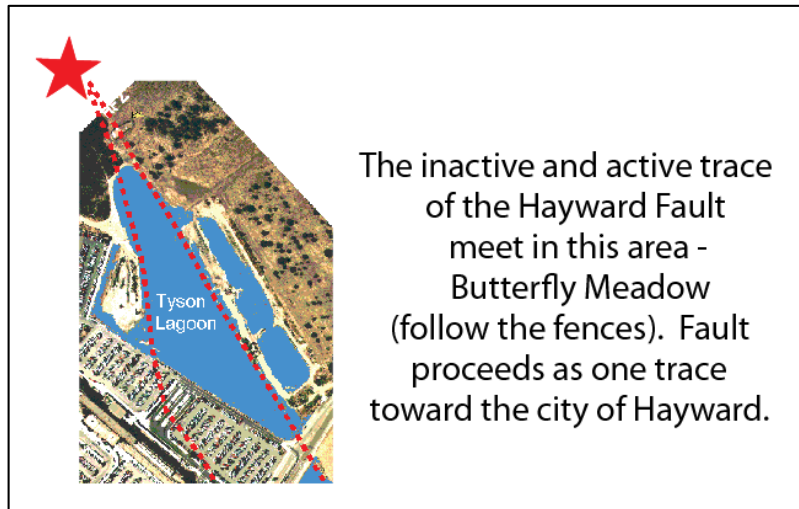 The inactive and active trace
of the Hayward Fault
meet in this area -
Butterfly Meadow
(follow the fences).  Fault
proceeds as one trace
toward the city of Hayward.
Tyson
Lagoon